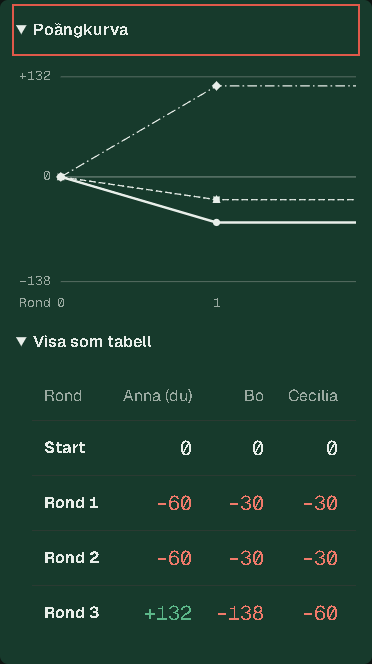 ▼ Poängkurva
+132
0
−138
Rond 0 1
▼ Visa som tabell
Rond Anna (du) Bo Cecilia
Start 0 0 0
Rond 1 −60 −30 −30
Rond 2 −60 −30 −30
Rond 3 +132 −138 −60